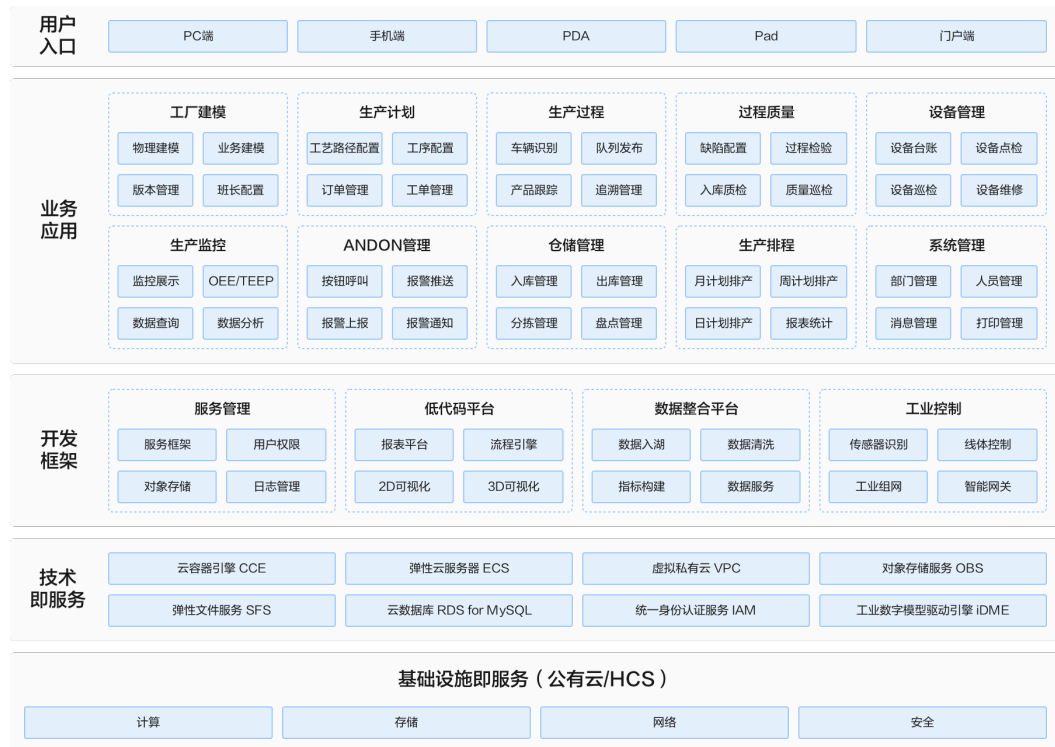 用户
入口
PC端
手机端
PDA
Pad
门户端
业务
应用
工厂建模
物理建模
业务建模
版本管理
班长配置
生产计划
工艺路径配置
工序配置
订单管理
工单管理
生产过程
车辆识别
队列发布
产品跟踪
追溯管理
过程质量
缺陷配置
过程检验
入库质检
质量巡检
设备管理
设备台账
设备点检
设备巡检
设备维修
生产监控
监控展示
OEE/TEEP
数据查询
数据分析
ANDON管理
按钮呼叫
报警推送
报警上报
报警通知
仓储管理
入库管理
出库管理
分拣管理
盘点管理
生产排程
月计划排产
周计划排产
日计划排产
报表统计
系统管理
部门管理
人员管理
消息管理
打印管理
开发
框架
服务管理
服务框架
用户权限
对象存储
日志管理
低代码平台
报表平台
流程引擎
2D可视化
3D可视化
数据整合平台
数据入湖
数据清洗
指标构建
数据服务
工业控制
传感器识别
线体控制
工业组网
智能网关
技术
即服务
云容器引擎 CCE
弹性云服务器 ECS
虚拟私有云 VPC
对象存储服务 OBS
弹性文件服务 SFS
云数据库 RDS for MySQL
统一身份认证服务 IAM
工业数字模型驱动引擎 iDME
基础设施即服务（公有云/HCS）
计算
存储
网络
安全